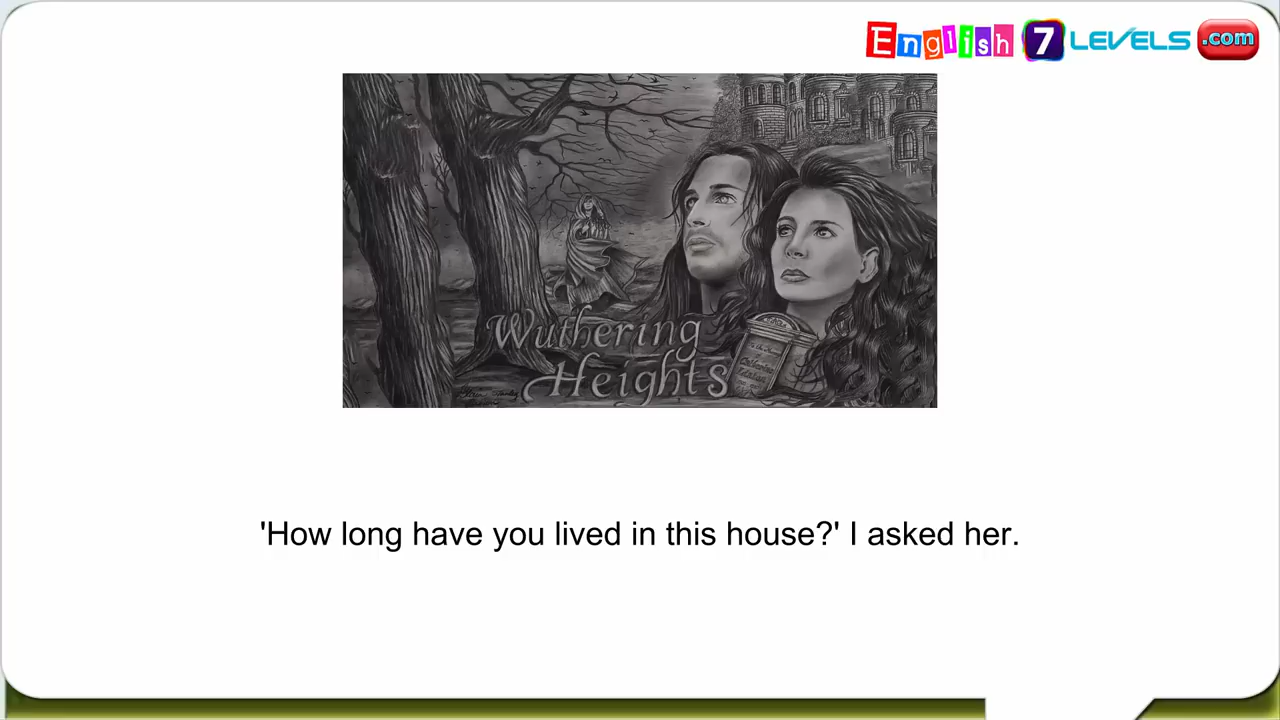 English 7 LEVELS .com
Wuthering
Heights
'How long have you lived in this house?' I asked her.